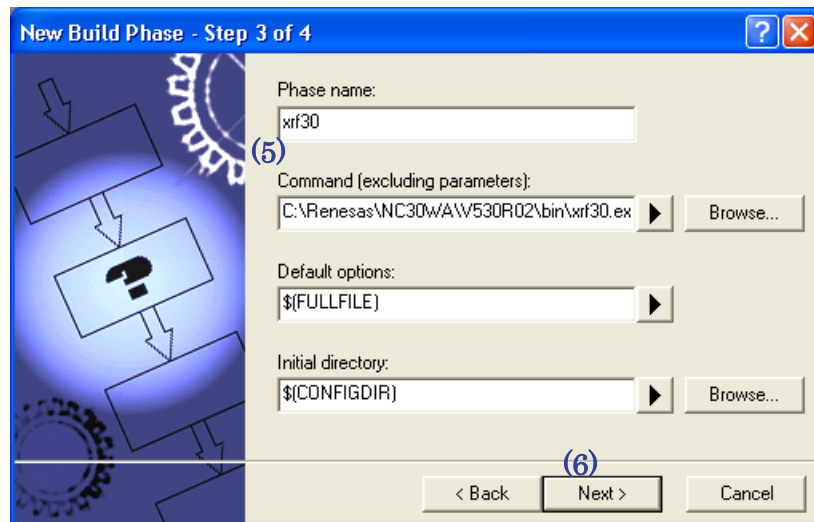 New Build Phase - Step 3 of 4
Phase name:
xrf30
(5)
Command (excluding parameters):
C:\Renesas\NC30WA\V530R02\bin\xrf30.ex
Browse...
Default options:
$(FULLFILE)
Initial directory:
$(CONFIGDIR)
Browse...
(6)
< Back
Next >
Cancel